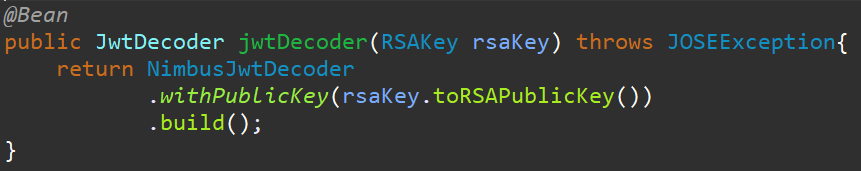 @Bean
public JwtDecoder jwtDecoder(RSAKey rsaKey) throws JOSEException{
    return NimbusJwtDecoder
            .withPublicKey(rsaKey.toRSAPublicKey())
            .build();
}